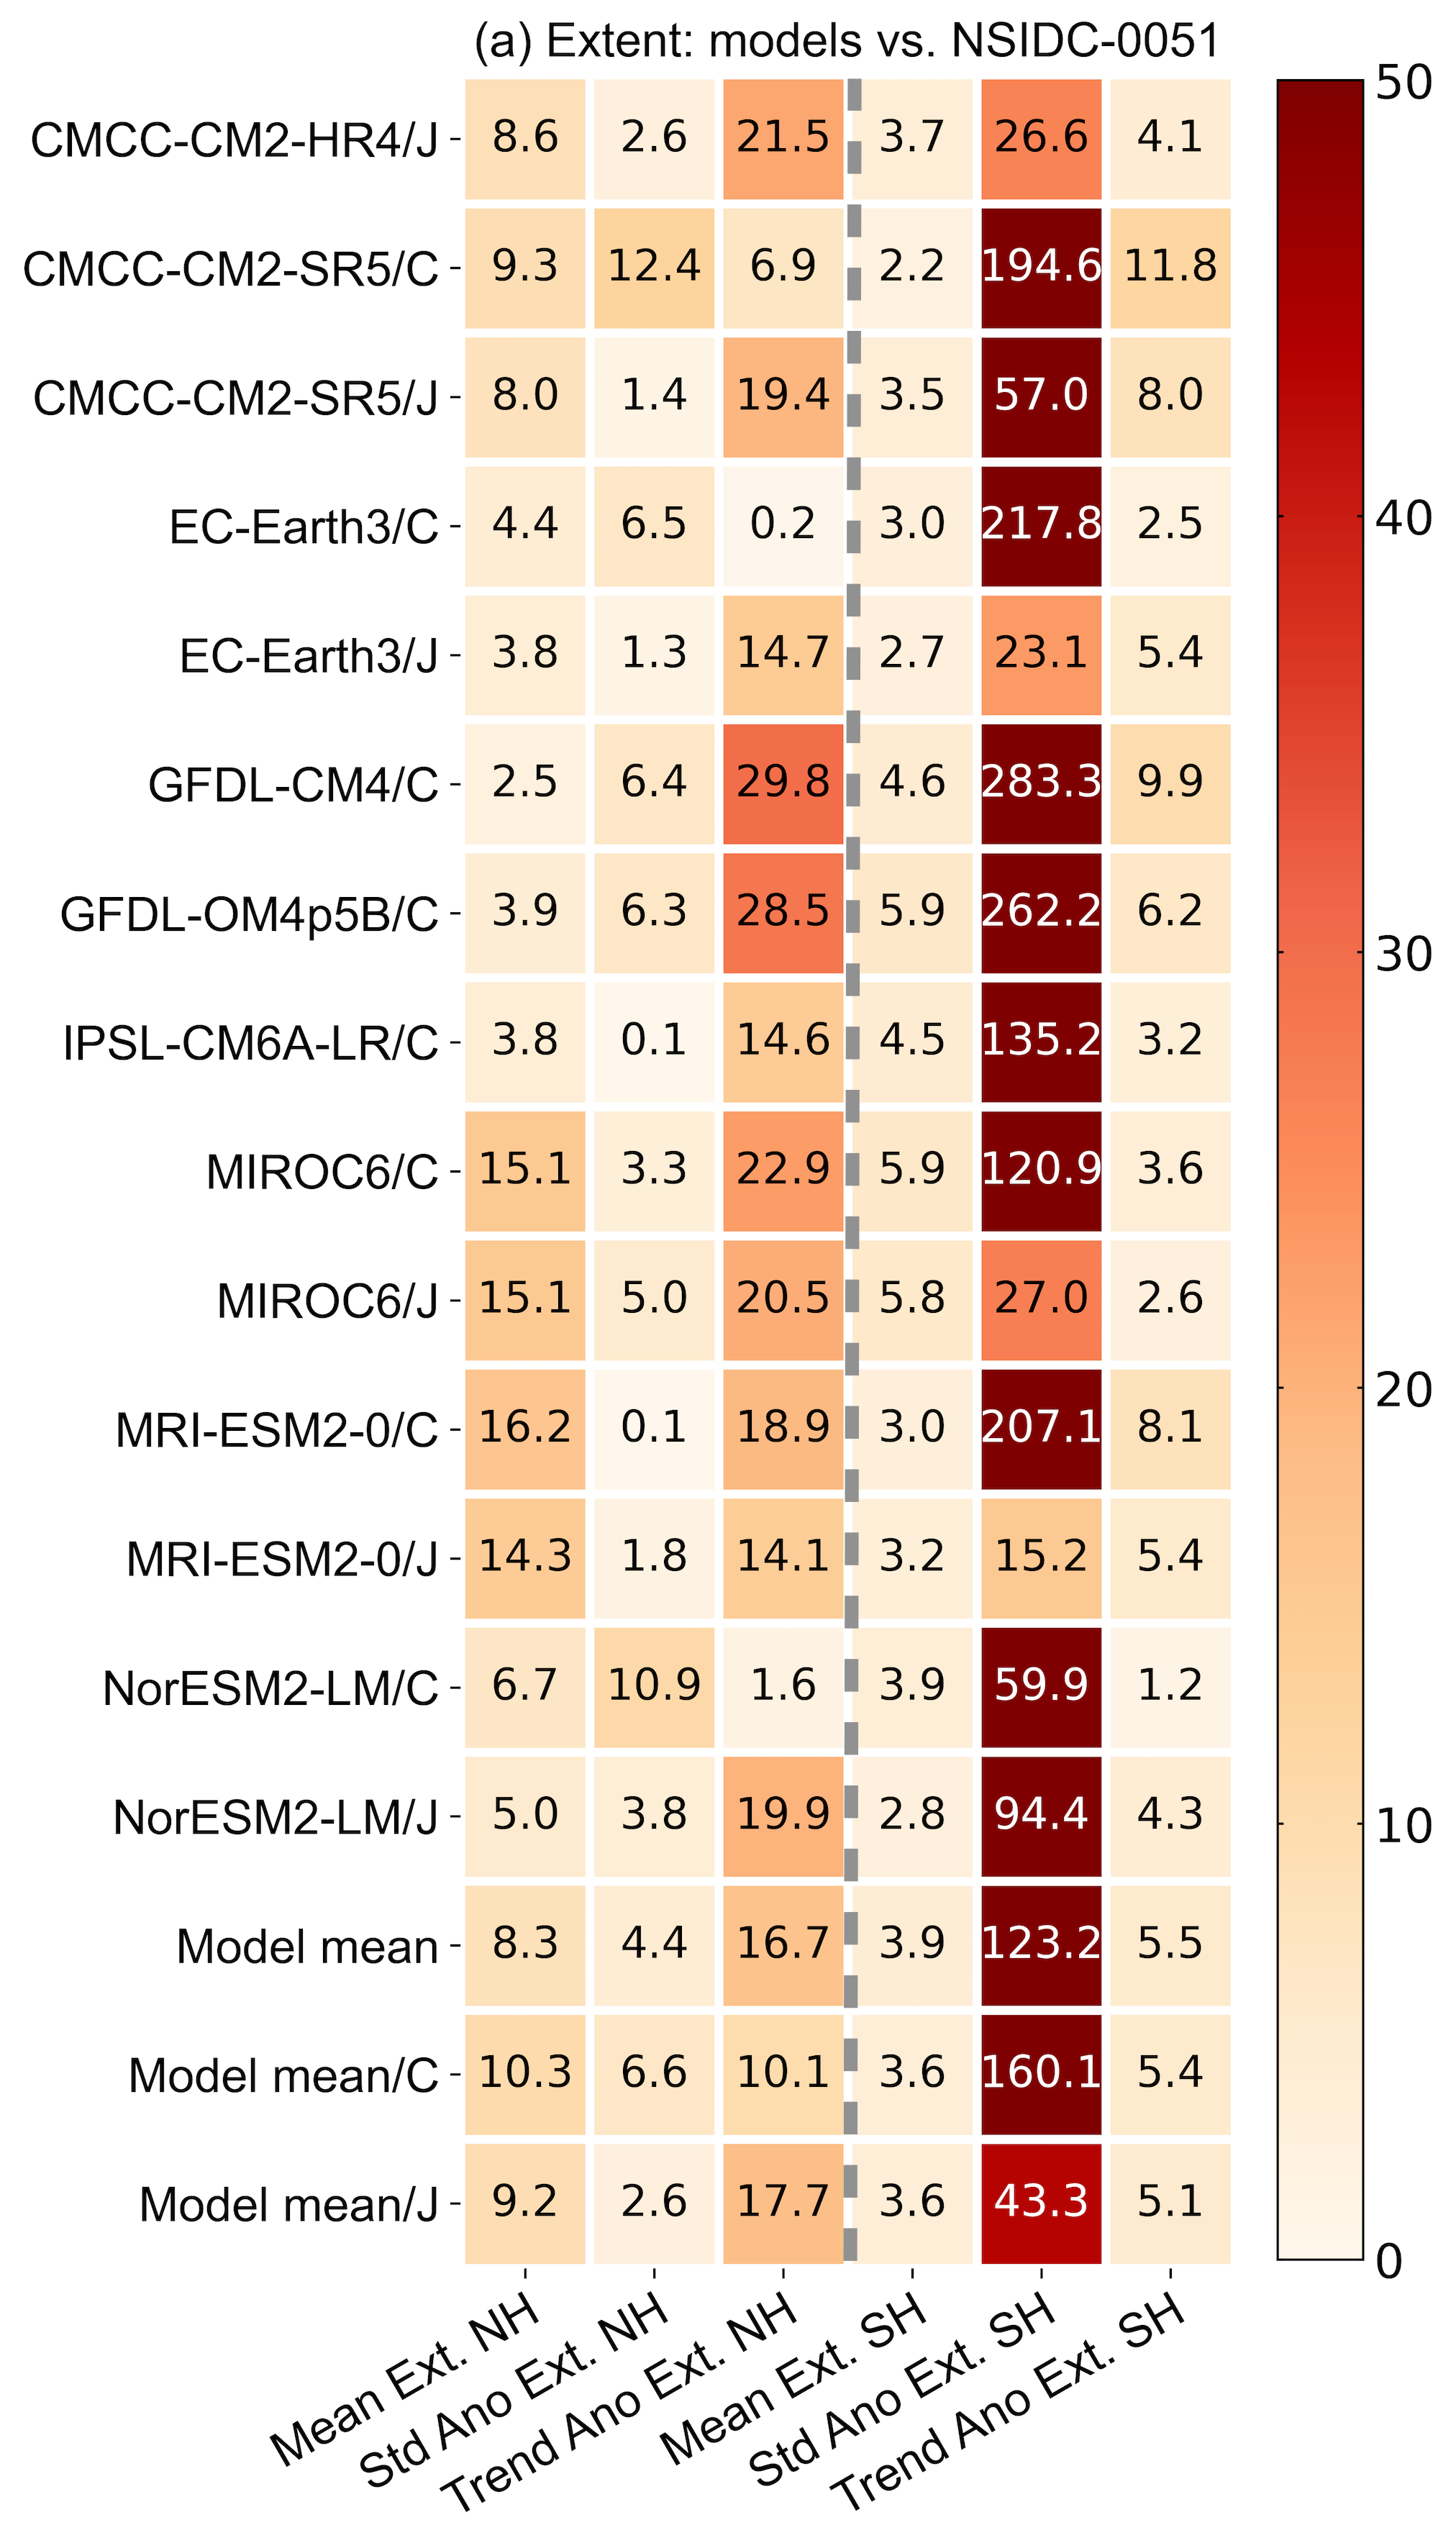 (a) Extent: models vs. NSIDC-0051
CMCC-CM2-HR4/J 8.6 2.6 21.5 3.7 26.6 4.1
CMCC-CM2-SR5/C 9.3 12.4 6.9 2.2 194.6 11.8
CMCC-CM2-SR5/J 8.0 1.4 19.4 3.5 57.0 8.0
EC-Earth3/C 4.4 6.5 0.2 3.0 217.8 2.5
EC-Earth3/J 3.8 1.3 14.7 2.7 23.1 5.4
GFDL-CM4/C 2.5 6.4 29.8 4.6 283.3 9.9
GFDL-OM4p5B/C 3.9 6.3 28.5 5.9 262.2 6.2
IPSL-CM6A-LR/C 3.8 0.1 14.6 4.5 135.2 3.2
MIROC6/C 15.1 3.3 22.9 5.9 120.9 3.6
MIROC6/J 15.1 5.0 20.5 5.8 27.0 2.6
MRI-ESM2-0/C 16.2 0.1 18.9 3.0 207.1 8.1
MRI-ESM2-0/J 14.3 1.8 14.1 3.2 15.2 5.4
NorESM2-LM/C 6.7 10.9 1.6 3.9 59.9 1.2
NorESM2-LM/J 5.0 3.8 19.9 2.8 94.4 4.3
Model mean 8.3 4.4 16.7 3.9 123.2 5.5
Model mean/C 10.3 6.6 10.1 3.6 160.1 5.4
Model mean/J 9.2 2.6 17.7 3.6 43.3 5.1
Mean Ext. NH
Std Ano Ext. NH
Trend Ano Ext. NH
Mean Ext. SH
Std Ano Ext. SH
Trend Ano Ext. SH
50
40
30
20
10
0